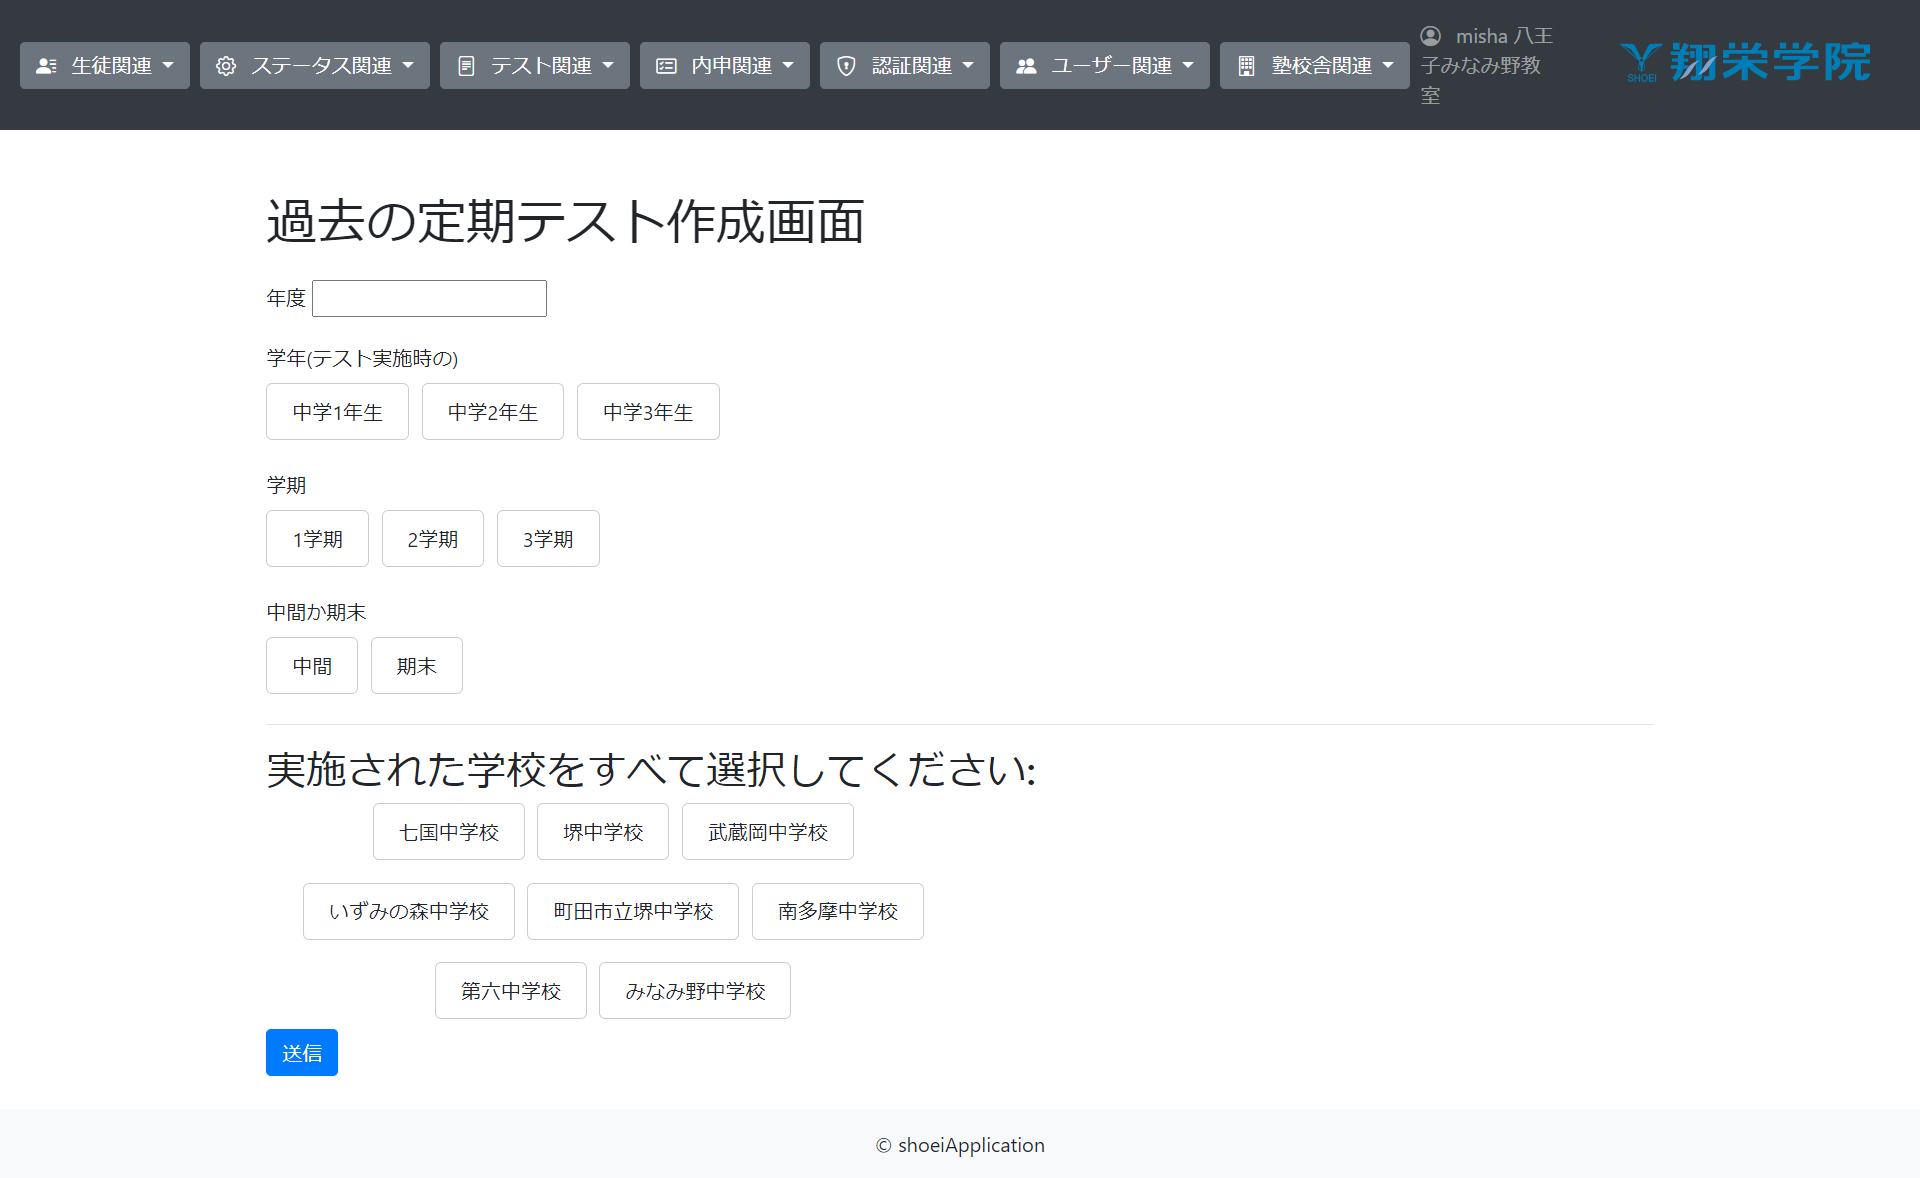 生徒関連
ステータス関連
テスト関連
内申関連
認証関連
ユーザー関連
塾校舎関連
misha 八王
子みなみ野教
室
SHOEI
翔栄学院
過去の定期テスト作成画面
年度
学年(テスト実施時の)
中学1年生 中学2年生 中学3年生
学期
1学期 2学期 3学期
中間か期末
中間 期末
実施された学校をすべて選択してください:
七国中学校 堺中学校 武蔵岡中学校
いずみの森中学校 町田市立堺中学校 南多摩中学校
第六中学校 みなみ野中学校
送信
© shoeiApplication